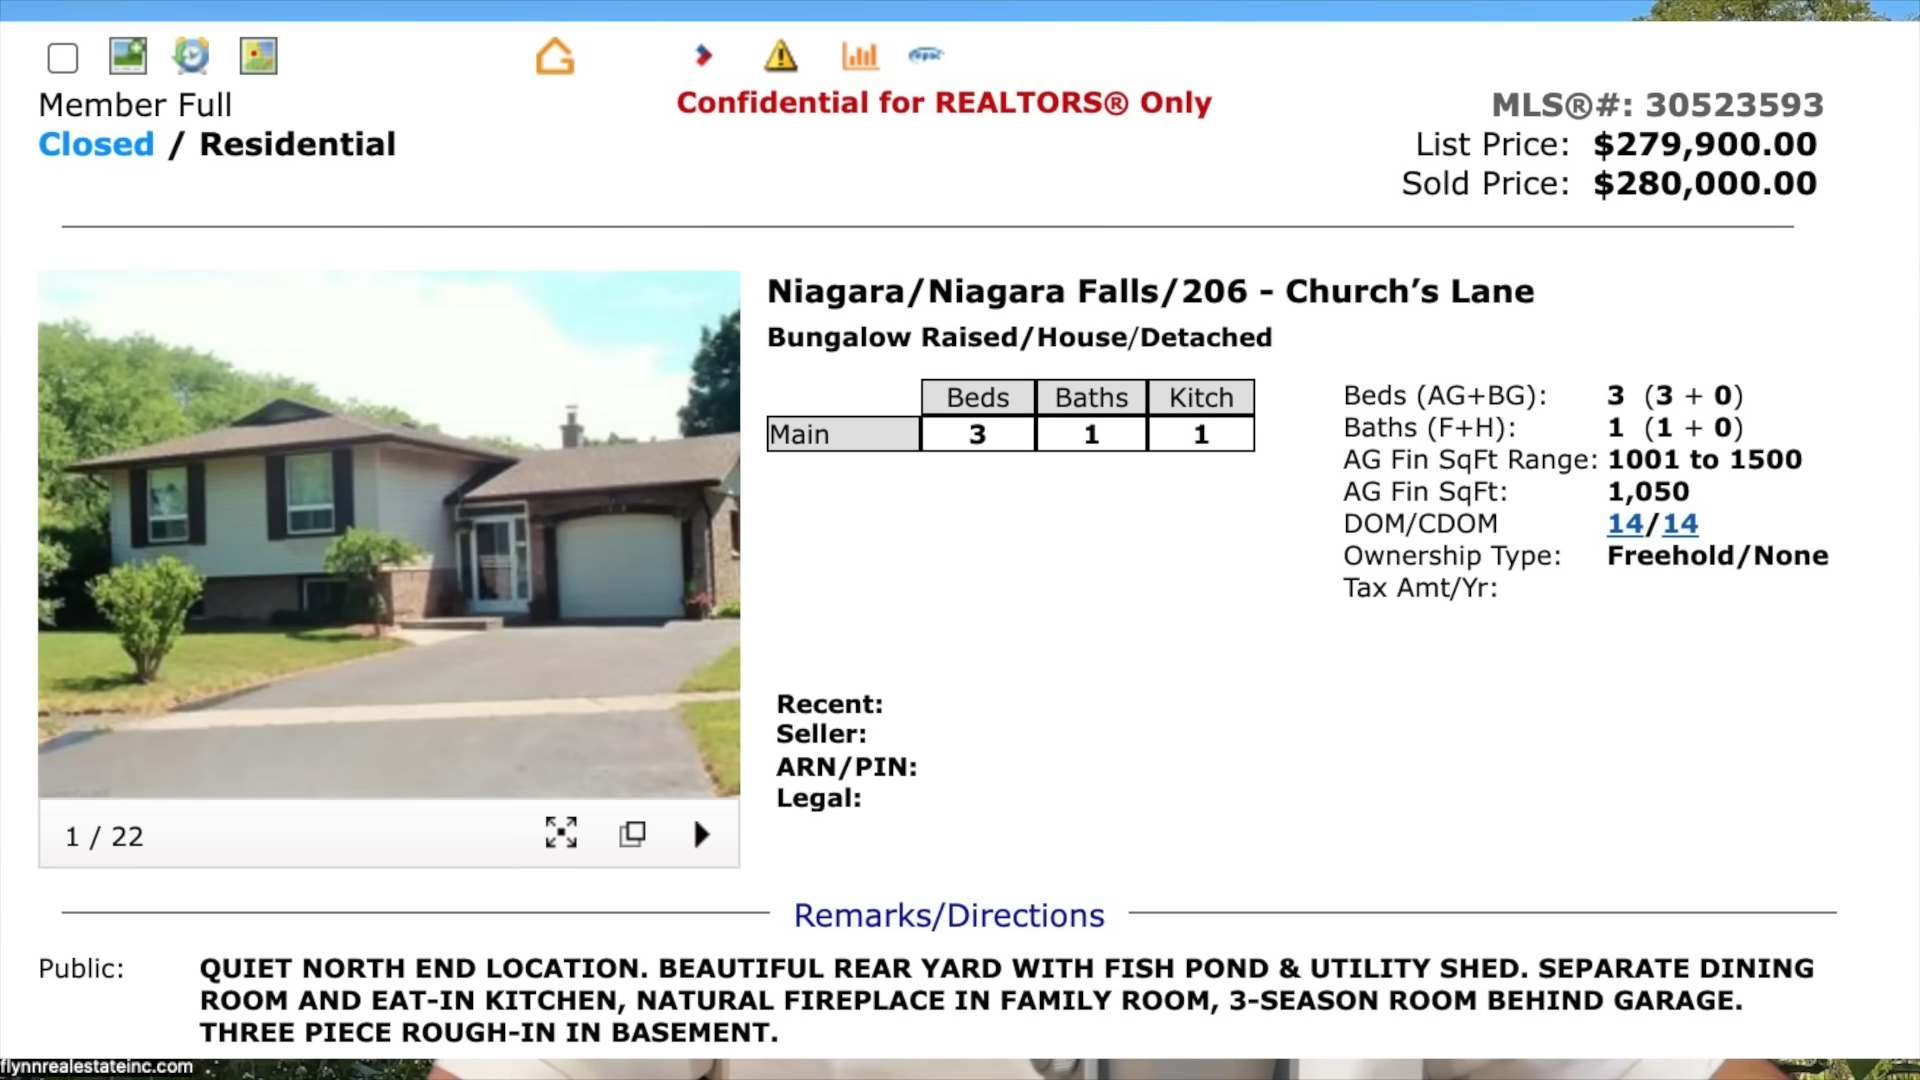 Member Full
Confidential for REALTORS® Only
MLS®#: 30523593
Closed / Residential
List Price: $279,900.00
Sold Price: $280,000.00
Niagara/Niagara Falls/206 - Church’s Lane
Bungalow Raised/House/Detached
Beds Baths Kitch
Main 3 1 1
Beds (AG+BG): 3 (3 + 0)
Baths (F+H): 1 (1 + 0)
AG Fin SqFt Range: 1001 to 1500
AG Fin SqFt: 1,050
DOM/CDOM 14/14
Ownership Type: Freehold/None
Tax Amt/Yr:
Recent:
Seller:
ARN/PIN:
Legal:
1 / 22
Remarks/Directions
Public: QUIET NORTH END LOCATION. BEAUTIFUL REAR YARD WITH FISH POND & UTILITY SHED. SEPARATE DINING
ROOM AND EAT-IN KITCHEN, NATURAL FIREPLACE IN FAMILY ROOM, 3-SEASON ROOM BEHIND GARAGE.
THREE PIECE ROUGH-IN IN BASEMENT.
flynnrealestateinc.com